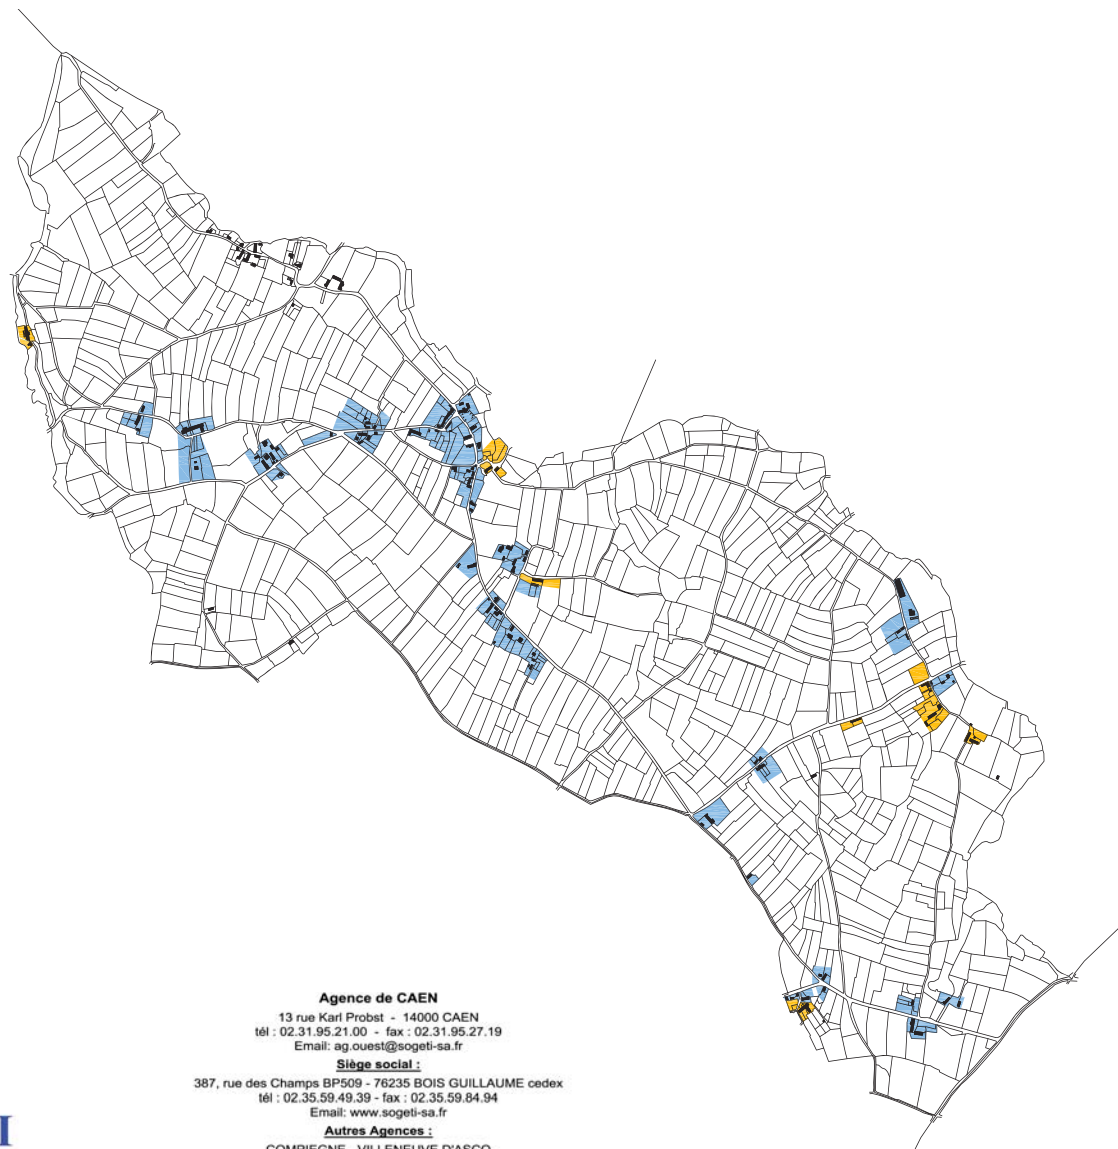 Agence de CAEN
13 rue Karl Probst - 14000 CAEN
tél : 02.31.95.21.00 - fax : 02.31.95.27.19
Email: ag.ouest@sogeti-sa.fr
Siège social :
387, rue des Champs BP509 - 76235 BOIS GUILLAUME cedex
tél : 02.35.59.49.39 - fax : 02.35.59.84.94
Email: www.sogeti-sa.fr
Autres Agences :
COMPIEGNE - VILLENEUVE D'ASCQ
I